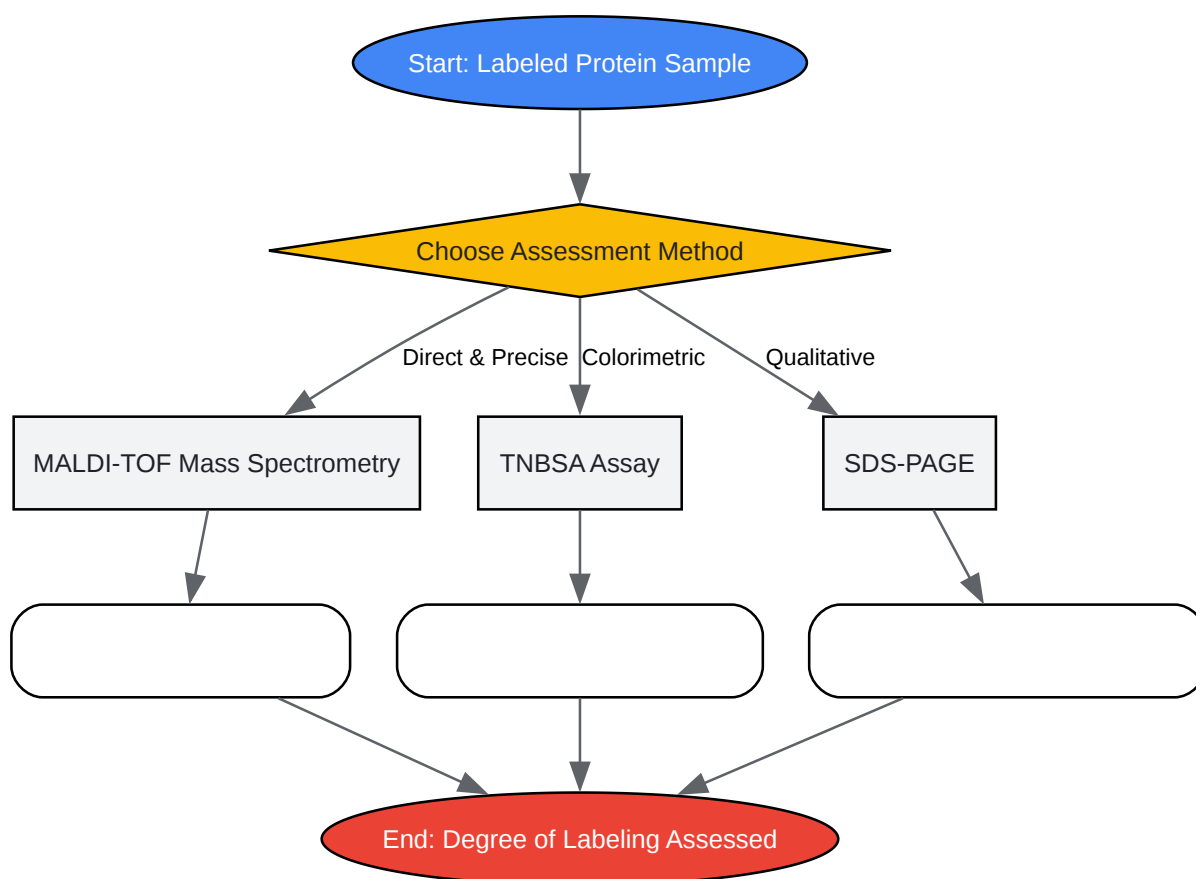 Start: Labeled Protein Sample
Choose Assessment Method
Direct & Precise
Colorimetric
Qualitative
MALDI-TOF Mass Spectrometry
TNBSA Assay
SDS-PAGE
End: Degree of Labeling Assessed